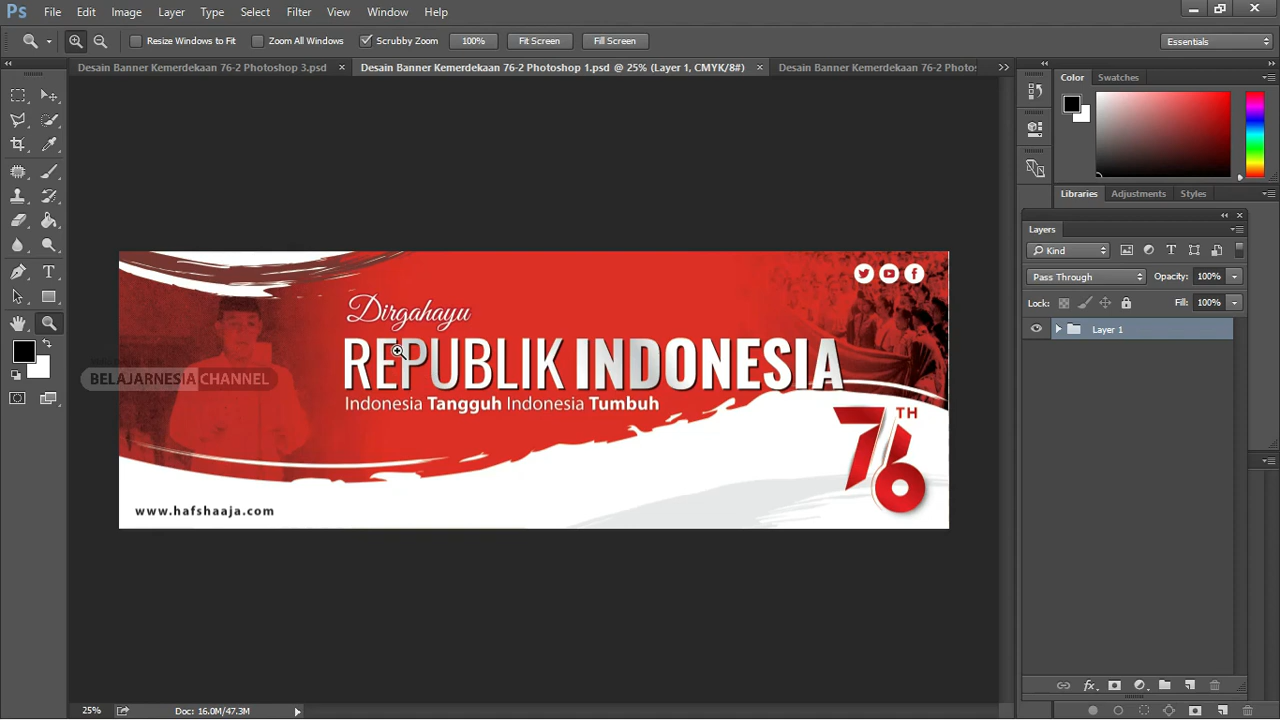 Ps File Edit Image Layer Type Select Filter View Window Help
Resize Windows to Fit Zoom All Windows Scrubby Zoom 100% Fit Screen Fill Screen Essentials
Desain Banner Kemerdekaan 76-2 Photoshop 3.psd Desain Banner Kemerdekaan 76-2 Photoshop 1.psd @ 25% (Layer 1, CMYK/8#) Desain Banner Kemerdekaan 76-2 Photos
Color Swatches
Libraries Adjustments Styles
Layers
Kind
Pass Through Opacity: 100%
Lock: Fill: 100%
Layer 1
Dirgahayu
REPUBLIK INDONESIA
BELAJARNESIA CHANNEL
Indonesia Tangguh Indonesia Tumbuh
76 TH
www.hafshaaja.com
fx
25% Doc: 16.0M/47.3M